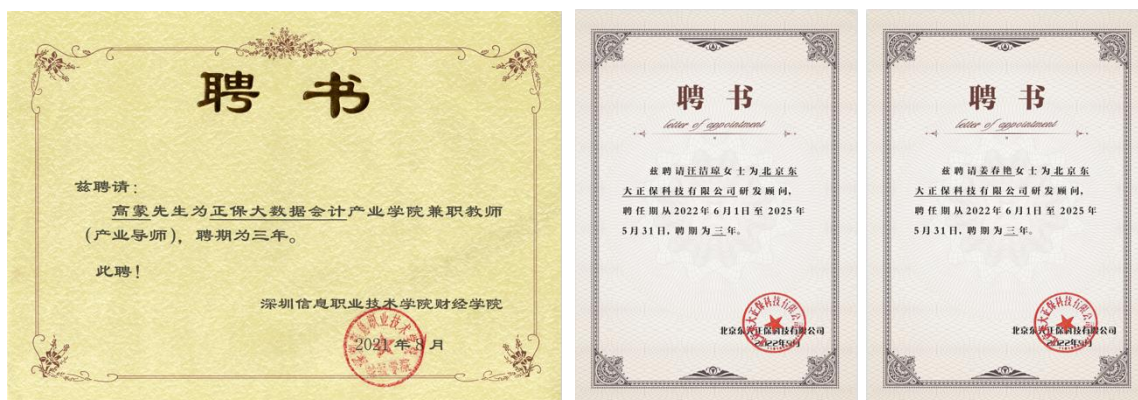 聘 书
兹聘请：
高蒙先生为正保大数据会计产业学院兼职教师
（产业导师），聘期为三年。
此聘！
深圳信息职业技术学院财经学院
2021年8月
聘 书
letter of appointment
兹聘请汪洁琼女士为北京东
大正保科技有限公司研发顾问，
聘任期从2022年6月1日至2025年
5月31日，聘期为三年。
北京东大正保科技有限公司
2022年5月
聘 书
letter of appointment
兹聘请姜春艳女士为北京东
大正保科技有限公司研发顾问，
聘任期从2022年6月1日至2025年
5月31日，聘期为三年。
北京东大正保科技有限公司